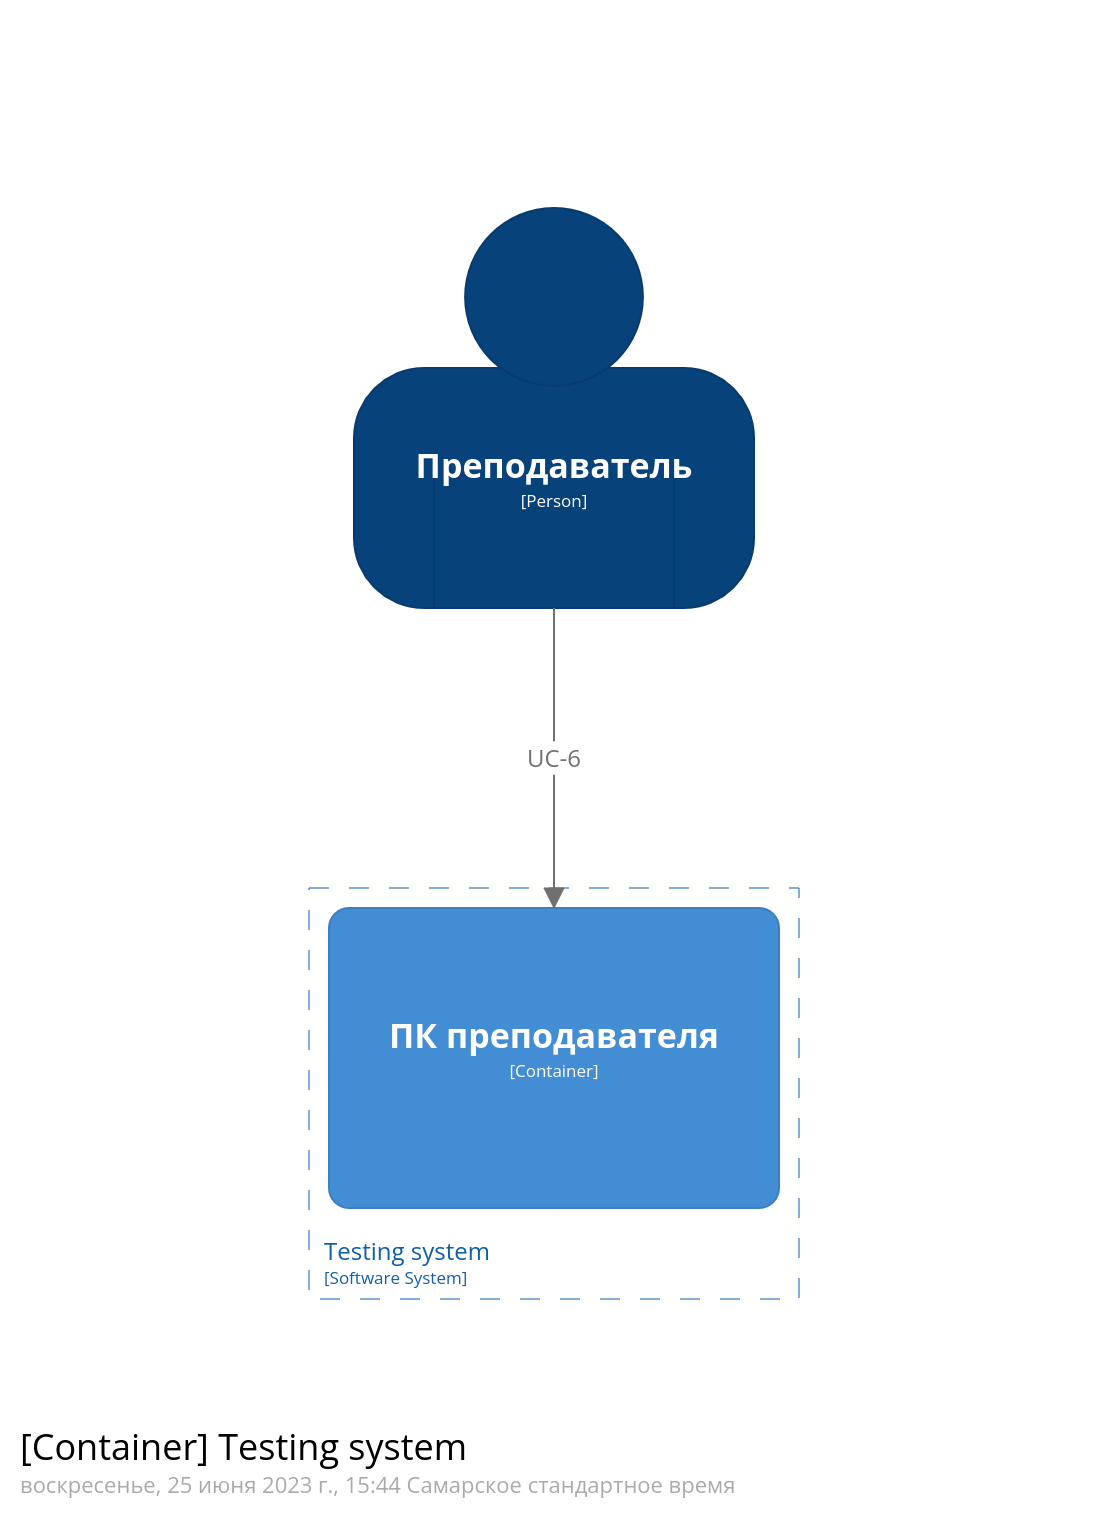 Преподаватель
[Person]
UC-6
ПК преподавателя
[Container]
Testing system
[Software System]
[Container] Testing system
воскресенье, 25 июня 2023 г., 15:44 Самарское стандартное время